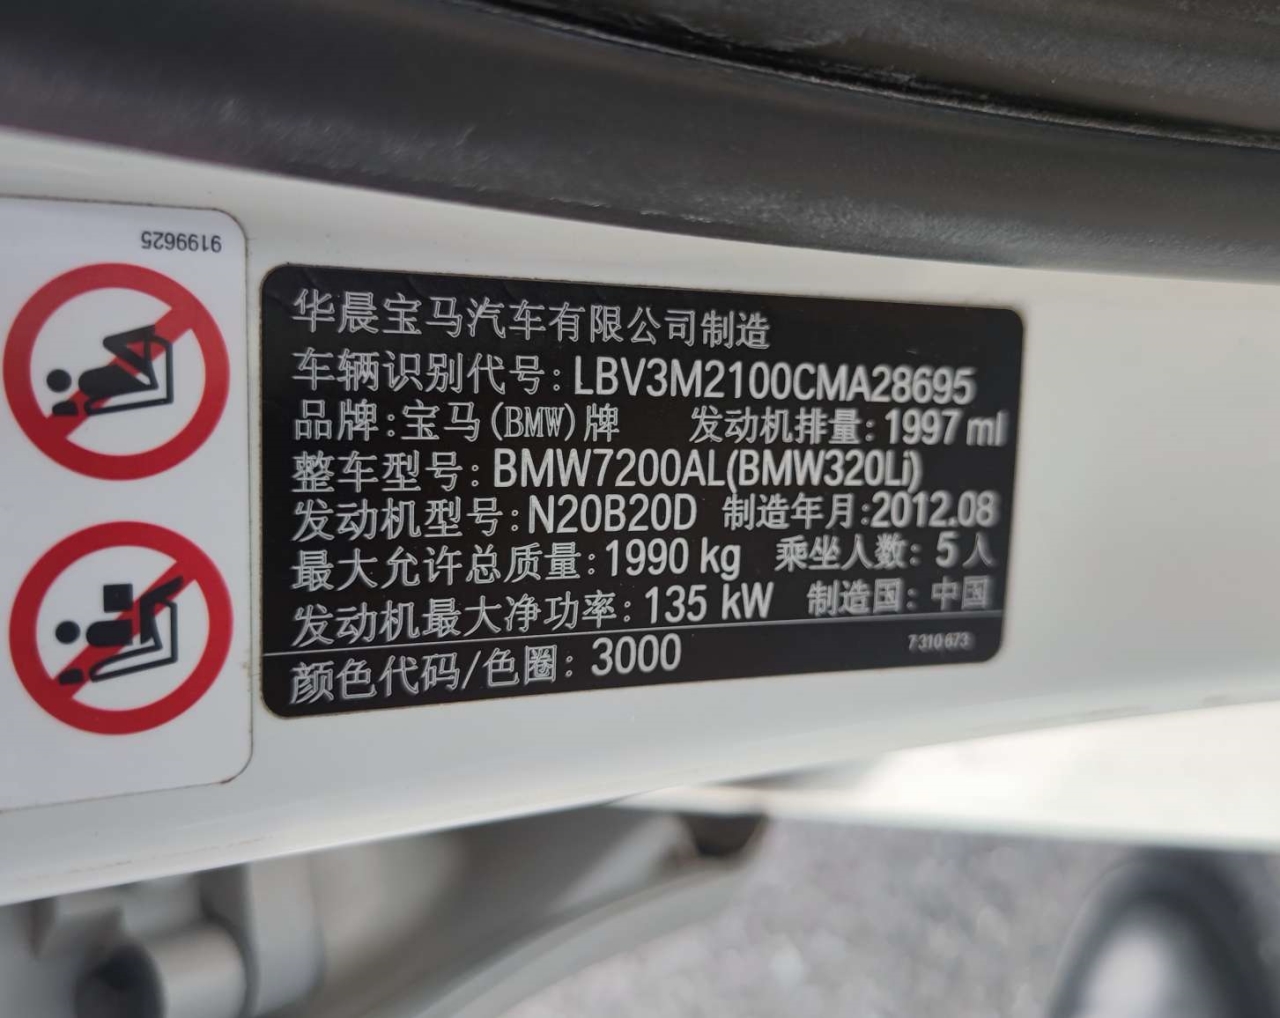 9199625
华晨宝马汽车有限公司制造
车辆识别代号: LBV3M2100CMA28695
品牌:宝马(BMW)牌 发动机排量: 1997 ml
整车型号: BMW7200AL(BMW320Li)
发动机型号: N20B20D 制造年月:2012.08
最大允许总质量: 1990 kg 乘坐人数: 5人
发动机最大净功率: 135 kW 制造国: 中国
颜色代码/色圈: 3000 7310673